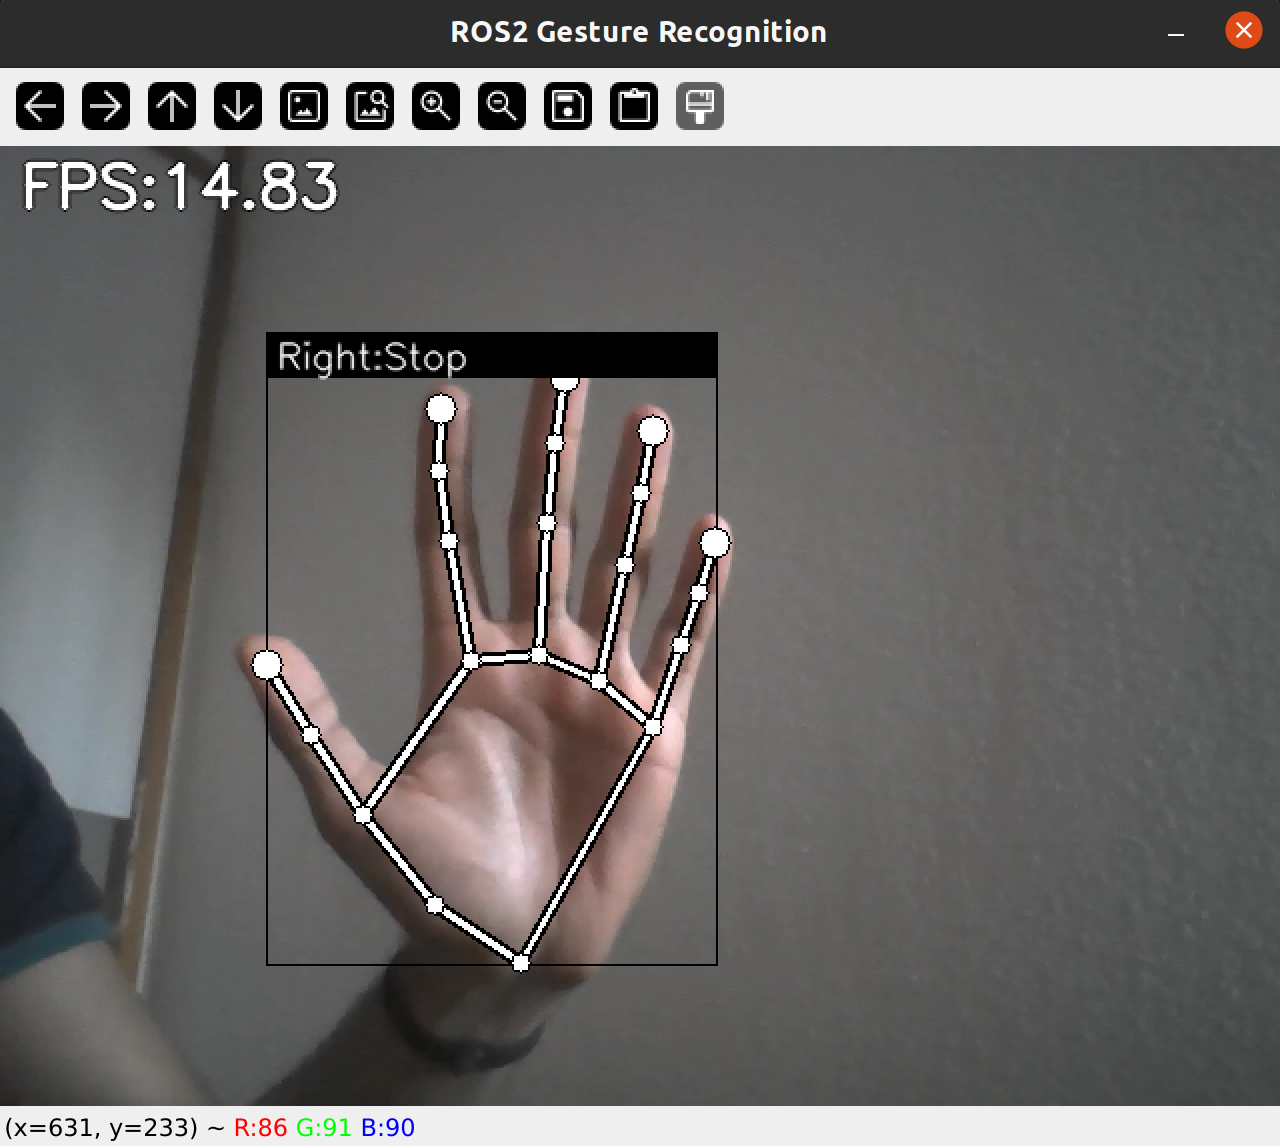 ROS2 Gesture Recognition
FPS:14.83
Right:Stop
(x=631, y=233) ~ R:86 G:91 B:90